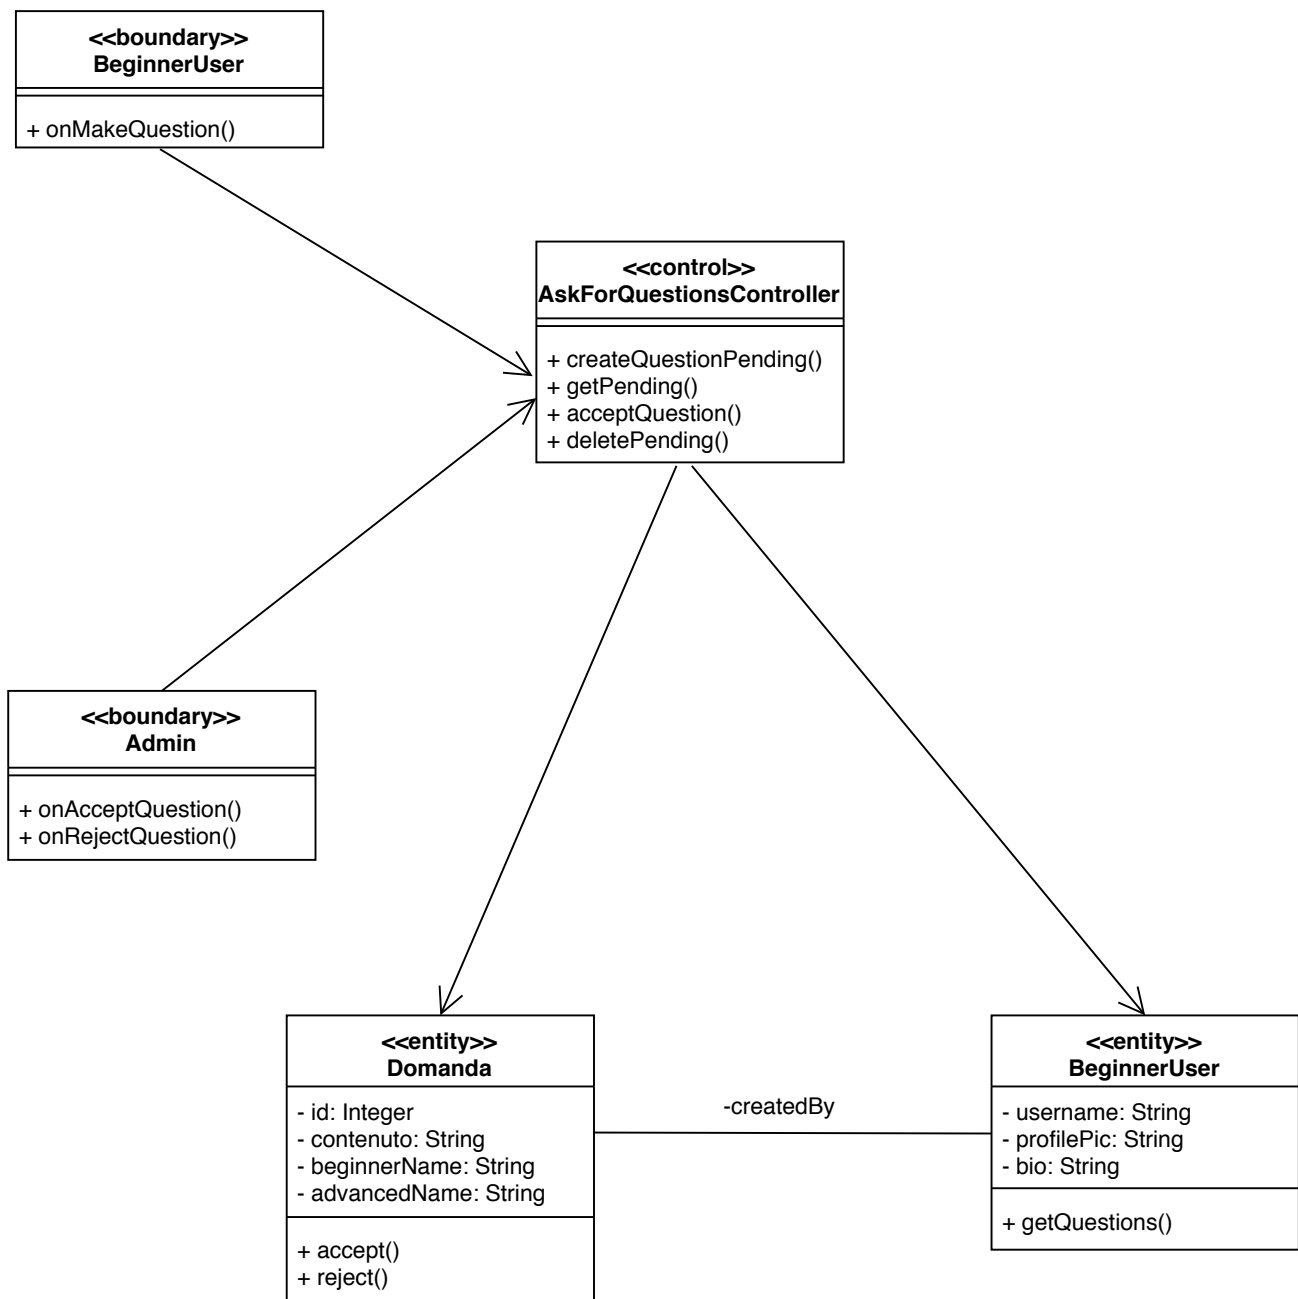 <<boundary>>
BeginnerUser
+ onMakeQuestion()
<<control>>
AskForQuestionsController
+ createQuestionPending()
+ getPending()
+ acceptQuestion()
+ deletePending()
<<boundary>>
Admin
+ onAcceptQuestion()
+ onRejectQuestion()
<<entity>>
Domanda
- id: Integer
- contenuto: String
- beginnerName: String
- advancedName: String
+ accept()
+ reject()
-createdBy
<<entity>>
BeginnerUser
- username: String
- profilePic: String
- bio: String
+ getQuestions()